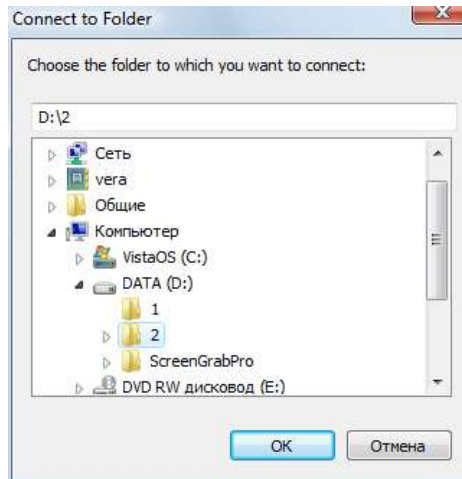 Connect to Folder
Choose the folder to which you want to connect:
D:\2
Сеть
vera
Общие
Компьютер
VistaOS (C:)
DATA (D:)
1
2
ScreenGrabPro
DVD RW дисковод (E:)
OK
Отмена